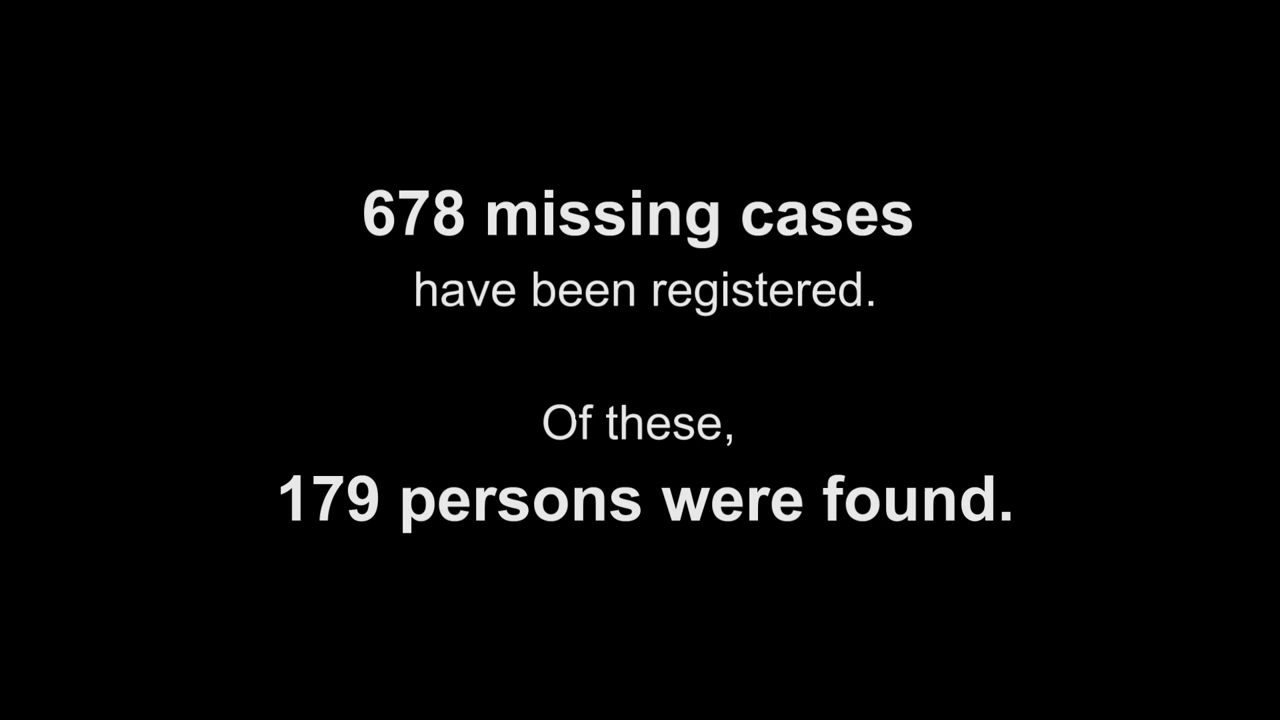 678 missing cases
have been registered.
Of these,
179 persons were found.